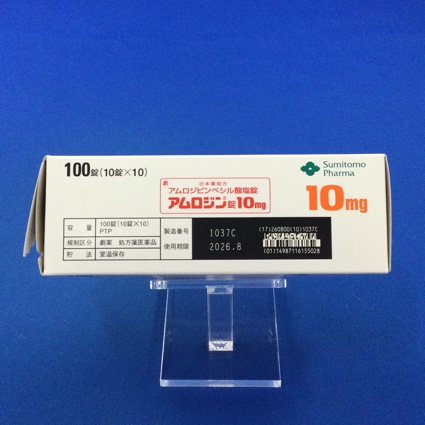 100錠(10錠×10)
劇 日本薬局方
アムロジピンベシル酸塩錠
アムロジン錠10mg
Sumitomo
Pharma
10mg
容 量 100錠(10錠×10)
PTP
規制区分 劇薬 処方箋医薬品
貯 法 室温保存
製造番号 1037C
使用期限 2026.8
(17)260800(10)1037C
(01)14987116155028